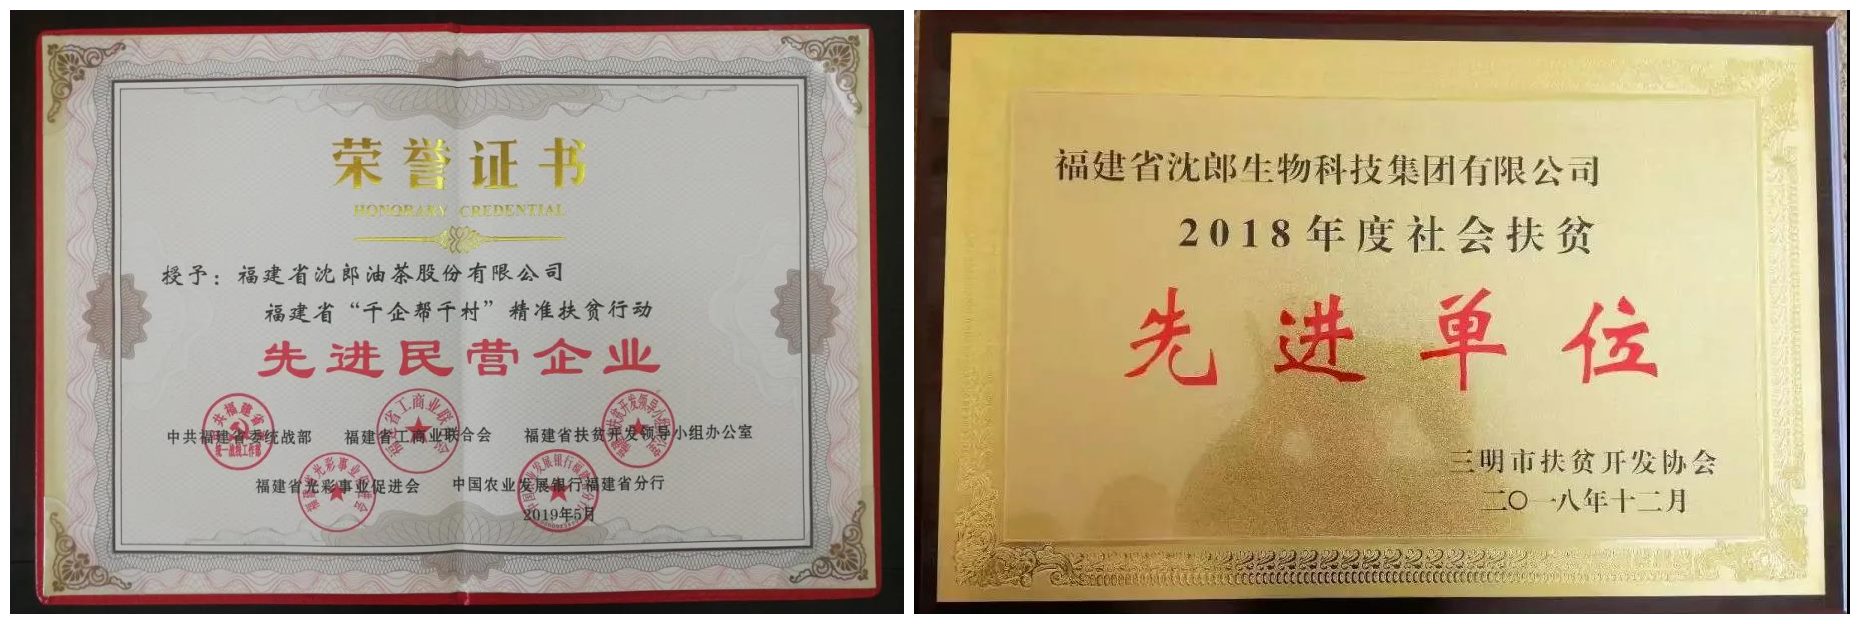 荣誉证书
HONORARY CREDENTIAL
授予：福建省沈郎油茶股份有限公司
福建省“千企帮千村”精准扶贫行动
先进民营企业
中共福建省委统战部 福建省工商业联合会 福建省扶贫开发领导小组办公室
福建省光彩事业促进会 中国农业发展银行福建省分行
2019年5月
福建省沈郎生物科技集团有限公司
2018年度社会扶贫
先进单位
三明市扶贫开发协会
二〇一八年十二月